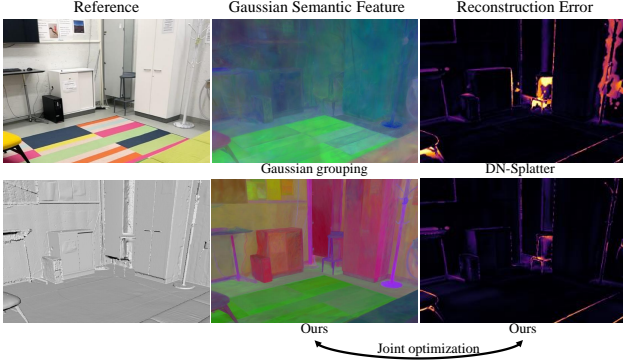 Reference Gaussian Semantic Feature Reconstruction Error
Gaussian grouping DN-Splatter
Ours Ours
Joint optimization